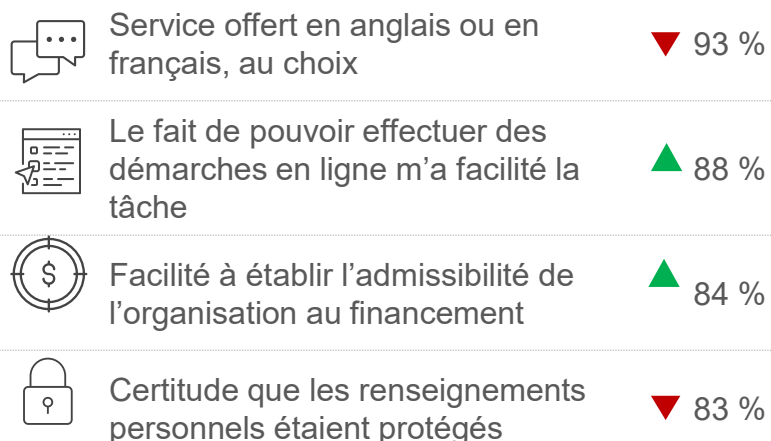 Service offert en anglais ou en
français, au choix
93 %
Le fait de pouvoir effectuer des
démarches en ligne m’a facilité la
tâche
88 %
$
Facilité à établir l’admissibilité de
l’organisation au financement
84 %
Certitude que les renseignements
personnels étaient protégés
83 %